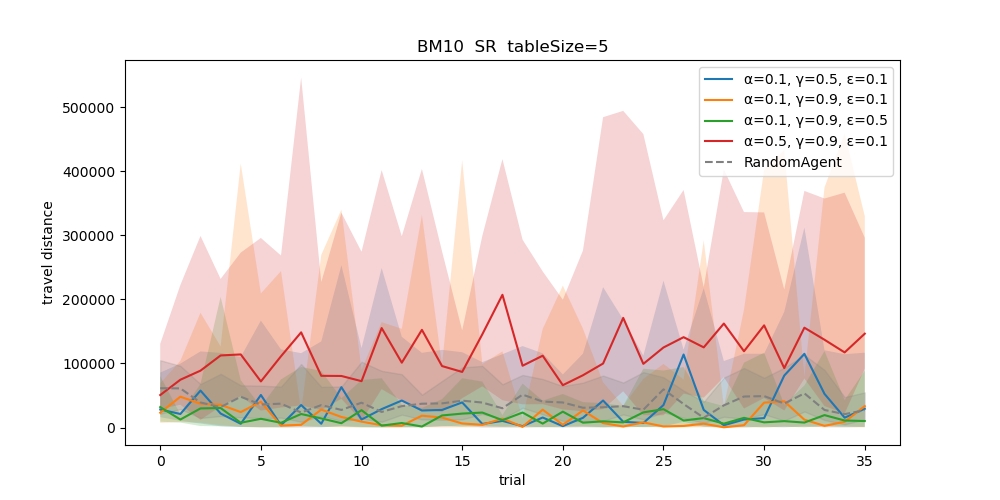 BM10 SR tableSize=5
travel distance
500000
400000
300000
200000
100000
0
α=0.1, γ=0.5, ε=0.1
α=0.1, γ=0.9, ε=0.1
α=0.1, γ=0.9, ε=0.5
α=0.5, γ=0.9, ε=0.1
RandomAgent
0 5 10 15 20 25 30 35
trial